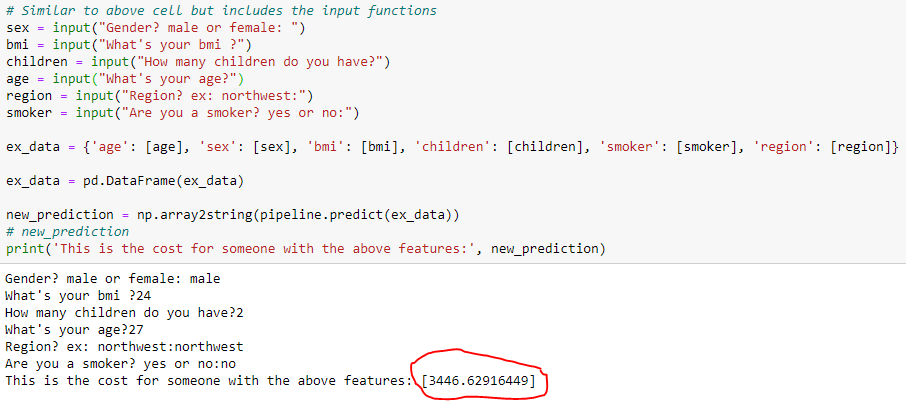 # Similar to above cell but includes the input functions
sex = input("Gender? male or female: ")
bmi = input("What's your bmi ?")
children = input("How many children do you have?")
age = input("What's your age?")
region = input("Region? ex: northwest:")
smoker = input("Are you a smoker? yes or no:")
ex_data = {'age': [age], 'sex': [sex], 'bmi': [bmi], 'children': [children], 'smoker': [smoker], 'region': [region]}
ex_data = pd.DataFrame(ex_data)
new_prediction = np.array2string(pipeline.predict(ex_data))
# new_prediction
print('This is the cost for someone with the above features:', new_prediction)
Gender? male or female: male
What's your bmi ?24
How many children do you have?2
What's your age?27
Region? ex: northwest:northwest
Are you a smoker? yes or no:no
This is the cost for someone with the above features: [3446.62916449]